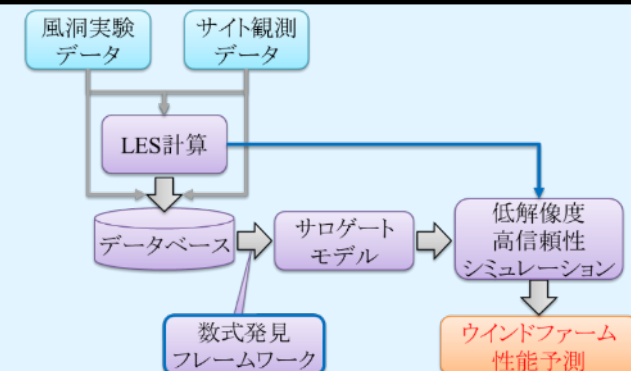 風洞実験
データ
サイト観測
データ
LES計算
データベース
サロゲート
モデル
低解像度
高信頼性
シミュレーション
数式発見
フレームワーク
ウインドファーム
性能予測